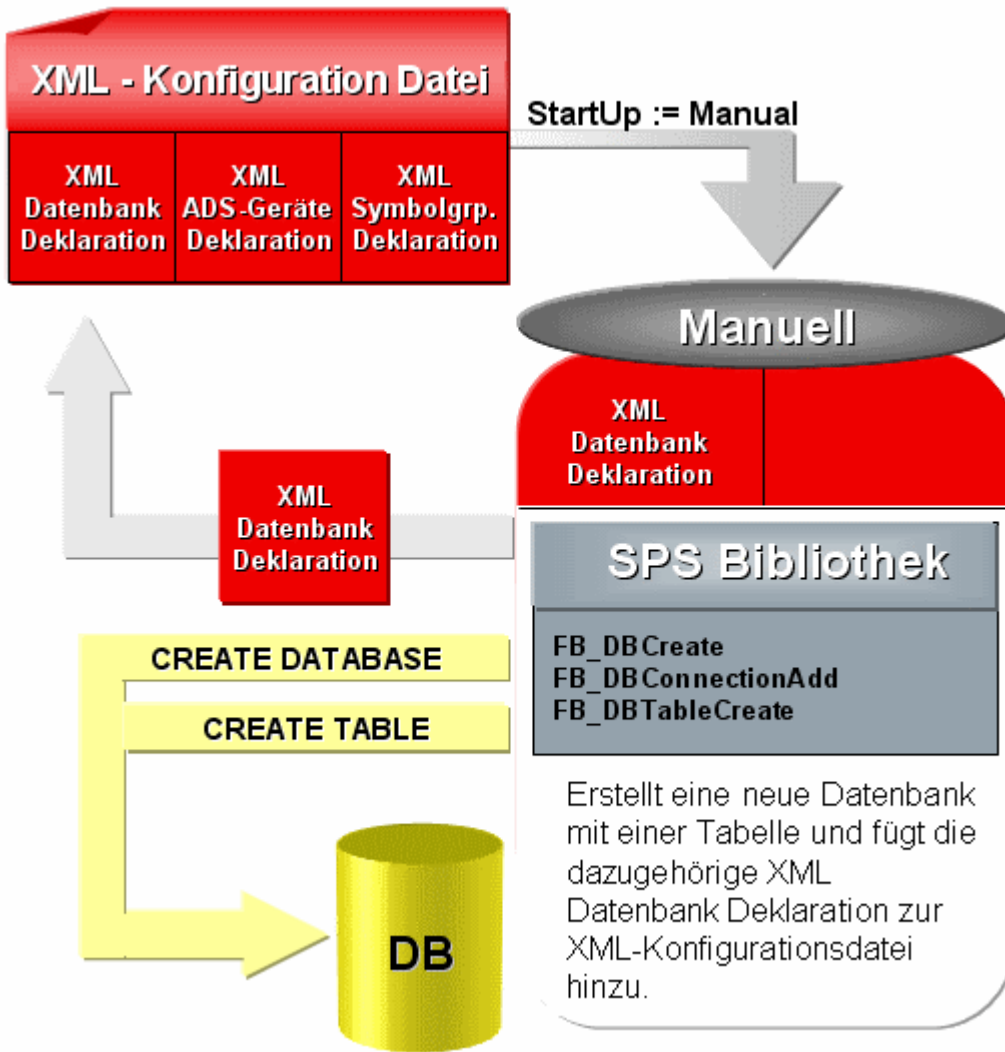 XML - Konfiguration Datei
StartUp := Manual
XML
Datenbank
Deklaration
XML
ADS-Geräte
Deklaration
XML
Symbolgrp.
Deklaration
Manuell
XML
Datenbank
Deklaration
XML
Datenbank
Deklaration
SPS Bibliothek
FB_DBCreate
FB_DBConnectionAdd
FB_DBTableCreate
CREATE DATABASE
CREATE TABLE
DB
Erstellt eine neue Datenbank
mit einer Tabelle und fügt die
dazugehörige XML
Datenbank Deklaration zur
XML-Konfigurationsdatei
hinzu.